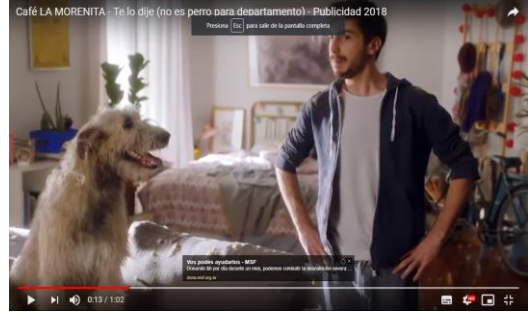 Café LA MORENITA - Te lo dije (no es perro para departamento) - Publicidad 2018
Presiona Esc para salir de la pantalla completa
Vos podés ayudarlos - MSF
Donando $6 por día durante un mes, podemos combatir la desnutrición severa ...
0:13 / 1:02